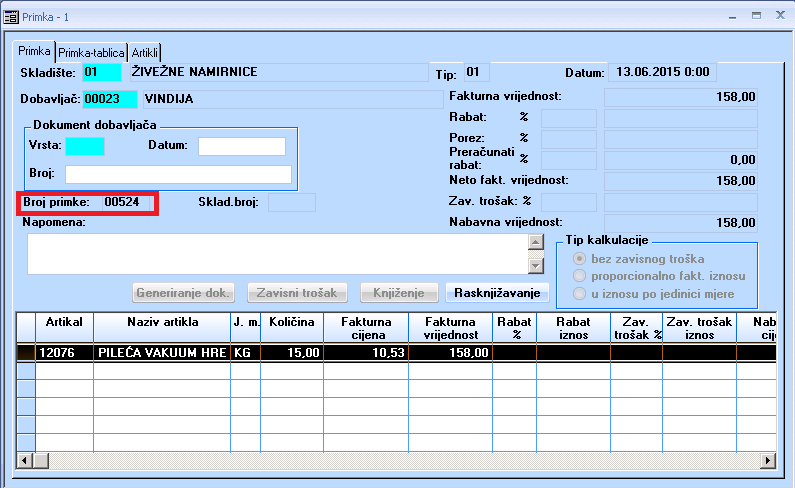 Primka - 1
Primka Primka-tablica Artikli
Skladište: 01 ŽIVEŽNE NAMIRNICE Tip: 01 Datum: 13.06.2015 0:00
Dobavljač: 00023 VINDIJA
Fakturna vrijednost: 158,00
Dokument dobavljača
Vrsta: Datum:
Broj:
Rabat: %
Porez: %
Preračunati rabat: % 0,00
Neto fakt. vrijednost: 158,00
Broj primke: 00524 Sklad.broj:
Zav. trošak: %
Napomena:
Nabavna vrijednost: 158,00
Tip kalkulacije
bez zavisnog troška
proporcionalno fakt. iznosu
u iznosu po jedinici mjere
Generiranje dok. Zavisni trošak Knjiženje Rasknjižavanje
Artikal Naziv artikla J. m. Količina Fakturna cijena Fakturna vrijednost Rabat % Rabat iznos Zav. trošak % Zav. trošak iznos Nab cij
12076 PILEĆA VAKUUM HRE KG 15,00 10,53 158,00